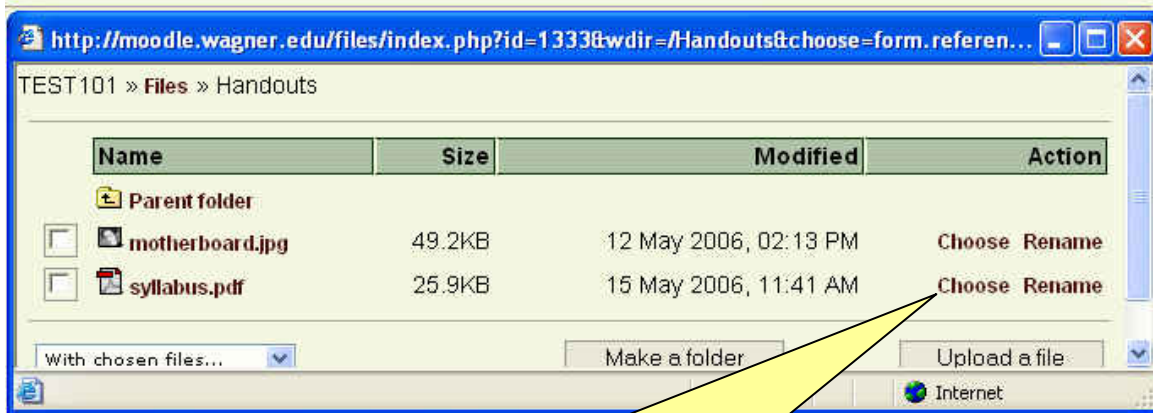 http://moodle.wagner.edu/files/index.php?id=1333&wdir=/Handouts&choose=form.referen...
TEST101 » Files » Handouts
Name Size Modified Action
Parent folder
motherboard.jpg 49.2KB 12 May 2006, 02:13 PM Choose Rename
syllabus.pdf 25.9KB 15 May 2006, 11:41 AM Choose Rename
With chosen files... Make a folder Upload a file
Internet